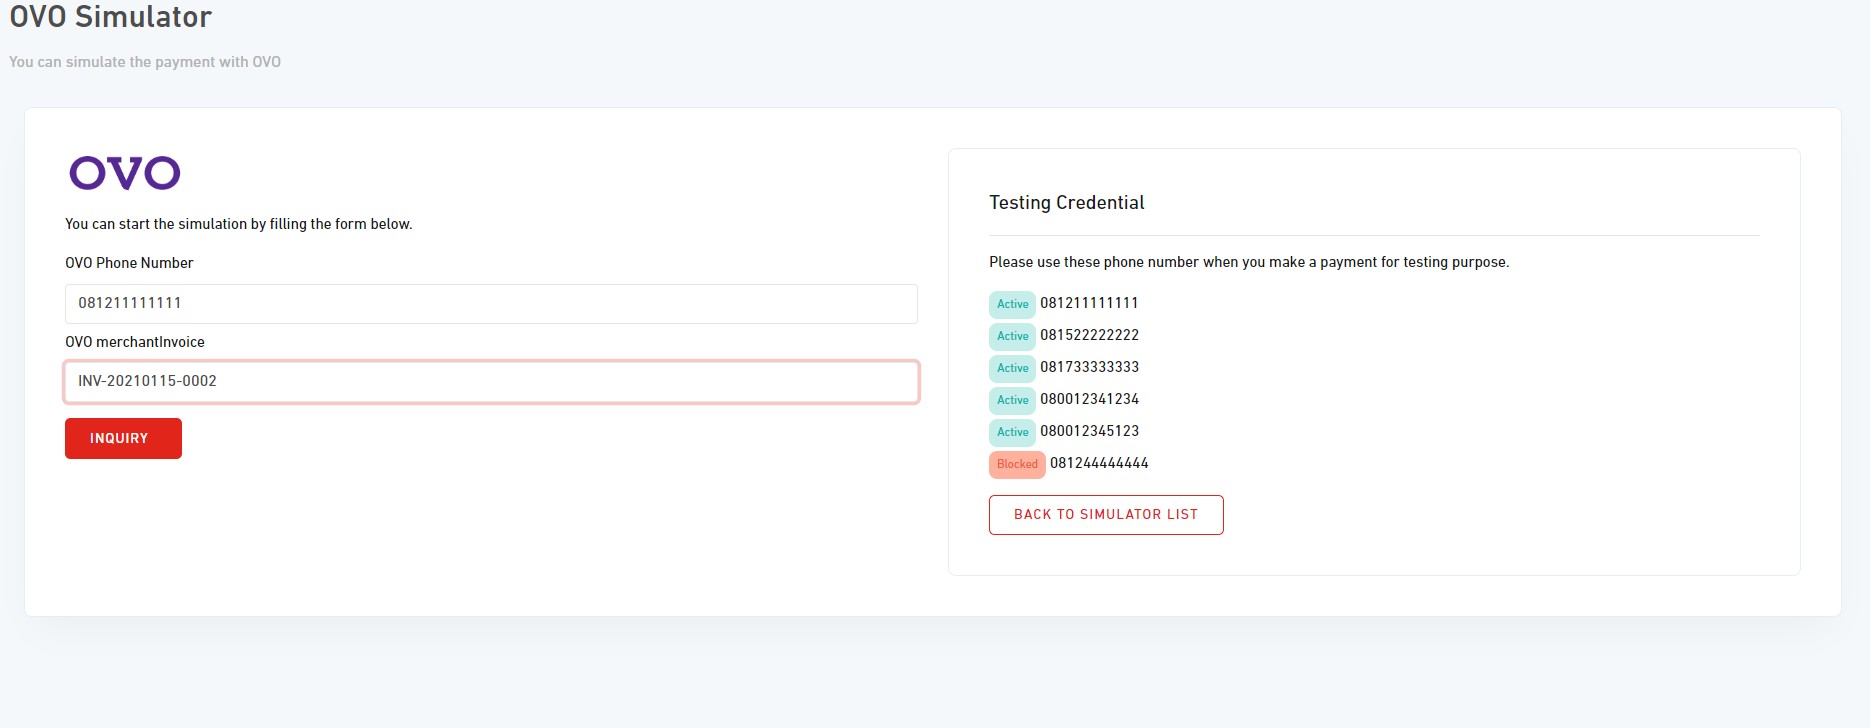 OVO Simulator
You can simulate the payment with OVO
OVO
You can start the simulation by filling the form below.
OVO Phone Number
081211111111
OVO merchantInvoice
INV-20210115-0002
INQUIRY
Testing Credential
Please use these phone number when you make a payment for testing purpose.
Active 081211111111
Active 081522222222
Active 081733333333
Active 080012341234
Active 080012345123
Blocked 081244444444
BACK TO SIMULATOR LIST